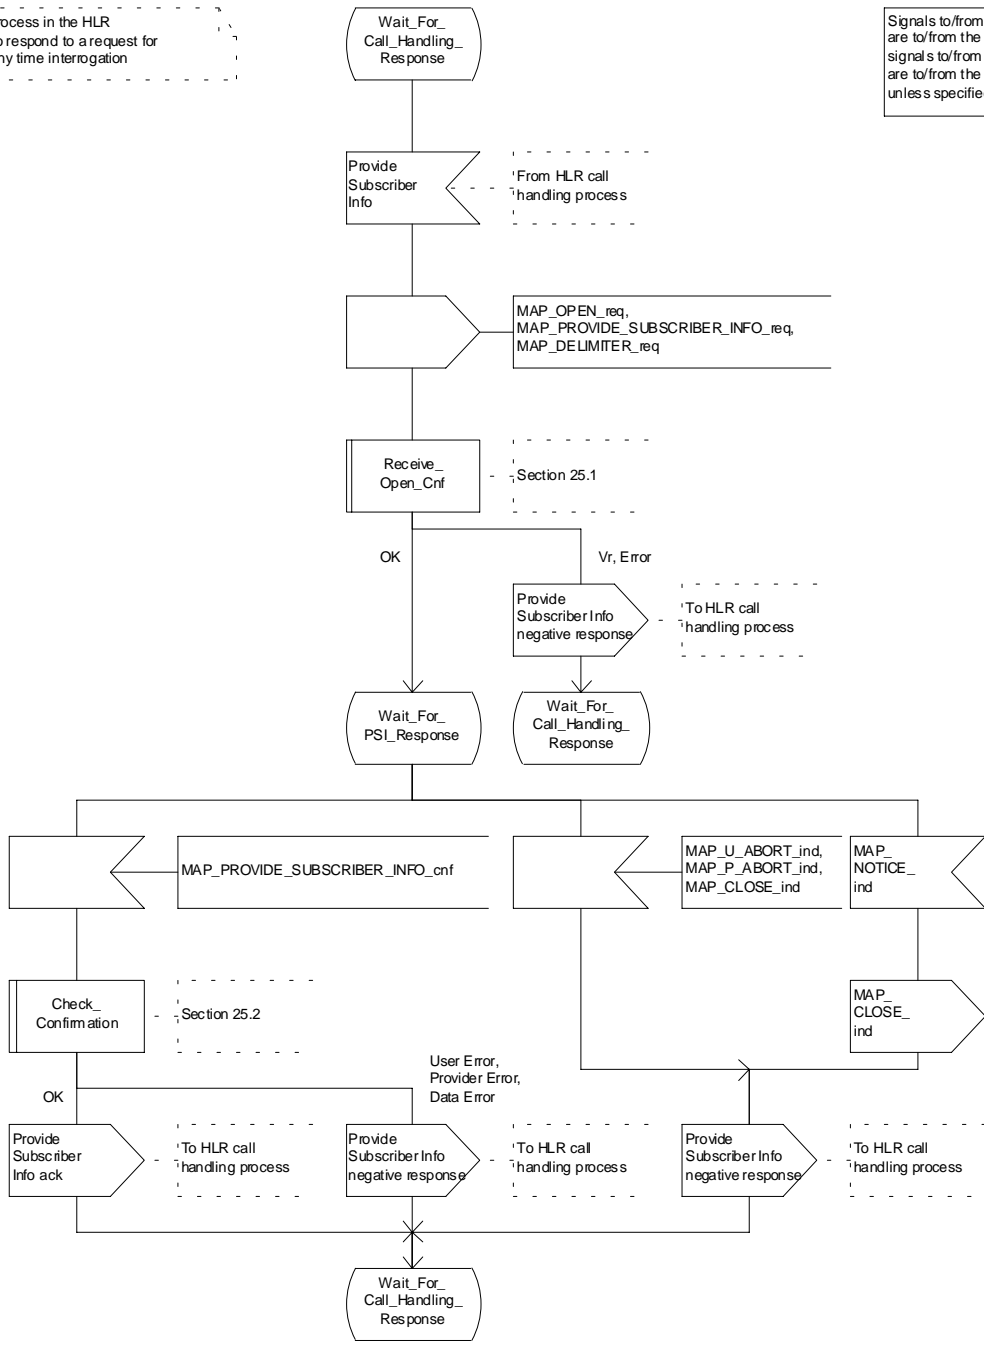 rocess in the HLR
o respond to a request for
ny time interrogation
Wait_For_
Call_Handling_
Response
Signals to/from
are to/from the
signals to/from
are to/from the
unless specifie
Provide
Subscriber
Info
From HLR call
handling process
MAP_OPEN_req,
MAP_PROVIDE_SUBSCRIBER_INFO_req,
MAP_DELIMITER_req
Receive_
Open_Cnf
Section 25.1
OK
Vr, Error
Provide
Subscriber Info
negative response
To HLR call
handling process
Wait_For_
PSI_Response
Wait_For_
Call_Handling_
Response
MAP_PROVIDE_SUBSCRIBER_INFO_cnf
MAP_U_ABORT_ind,
MAP_P_ABORT_ind,
MAP_CLOSE_ind
MAP_
NOTICE_
ind
Check_
Confirmation
Section 25.2
MAP_
CLOSE_
ind
OK
User Error,
Provider Error,
Data Error
Provide
Subscriber
Info ack
To HLR call
handling process
Provide
Subscriber Info
negative response
To HLR call
handling process
Provide
Subscriber Info
negative response
To HLR call
handling process
Wait_For_
Call_Handling_
Response